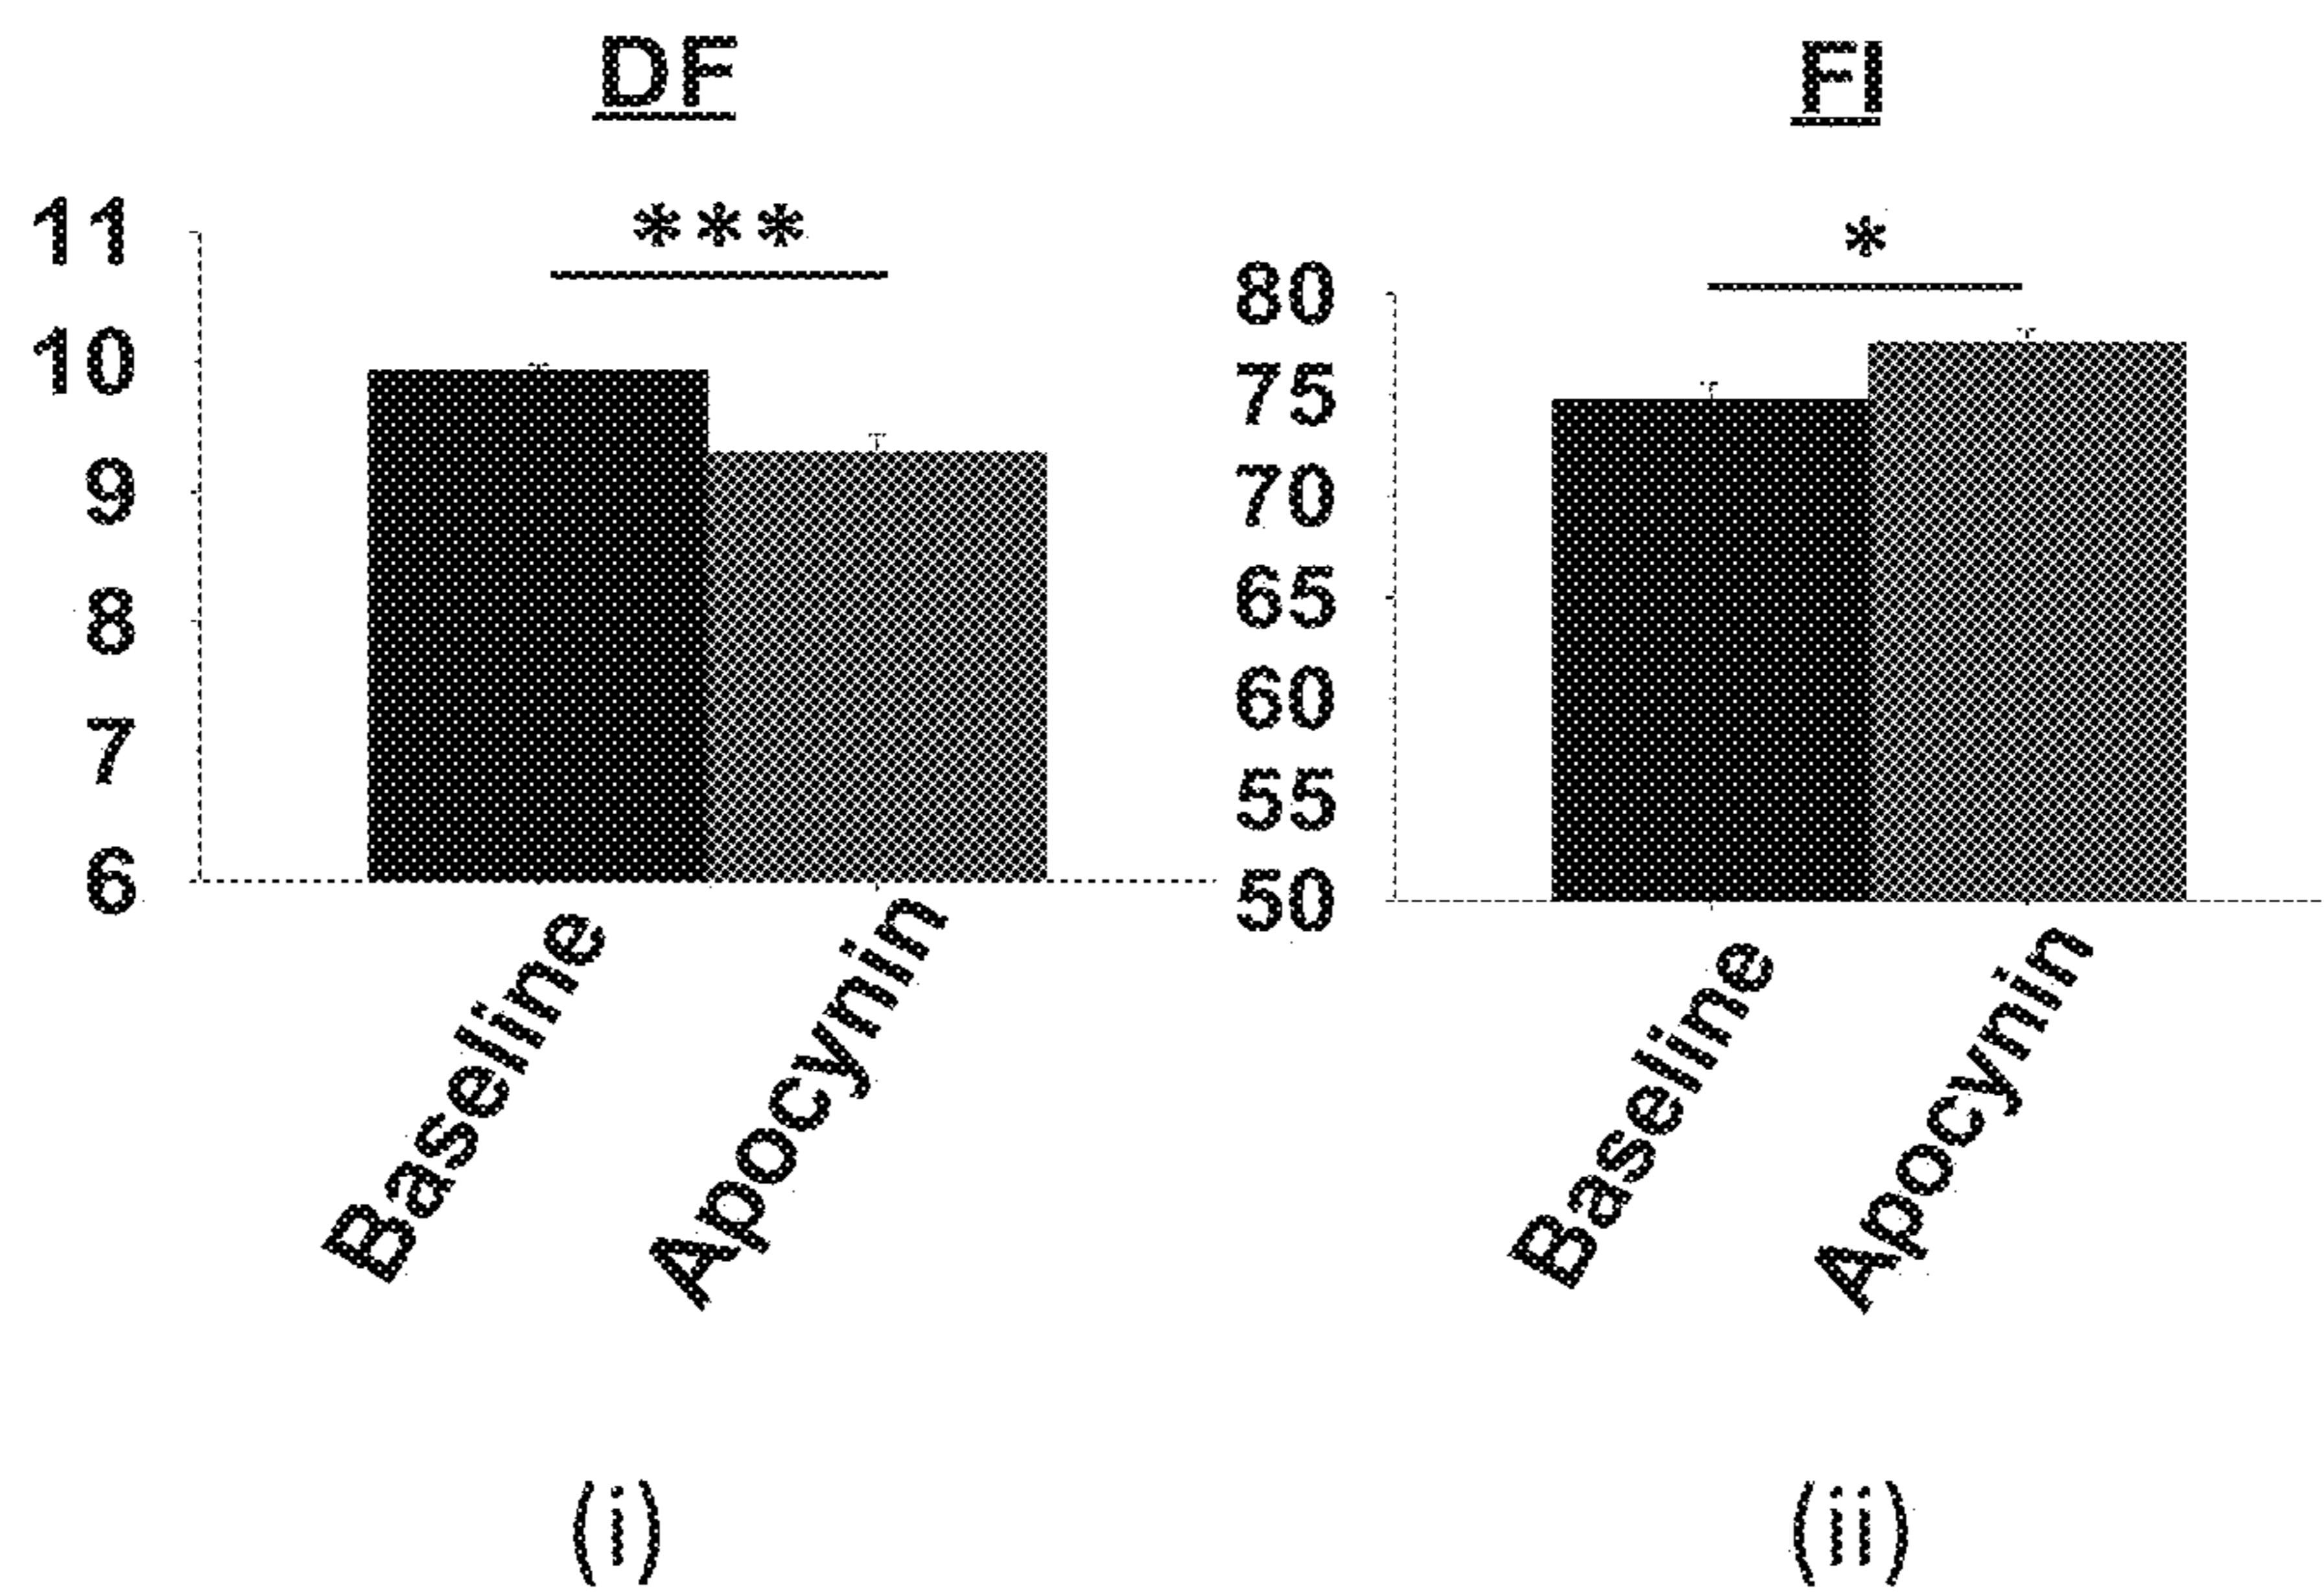 DF
***
11
10
9
8
7
6
Baseline
Apocynin
(i)
FI
*
80
75
70
65
60
55
50
Baseline
Apocynin
(ii)